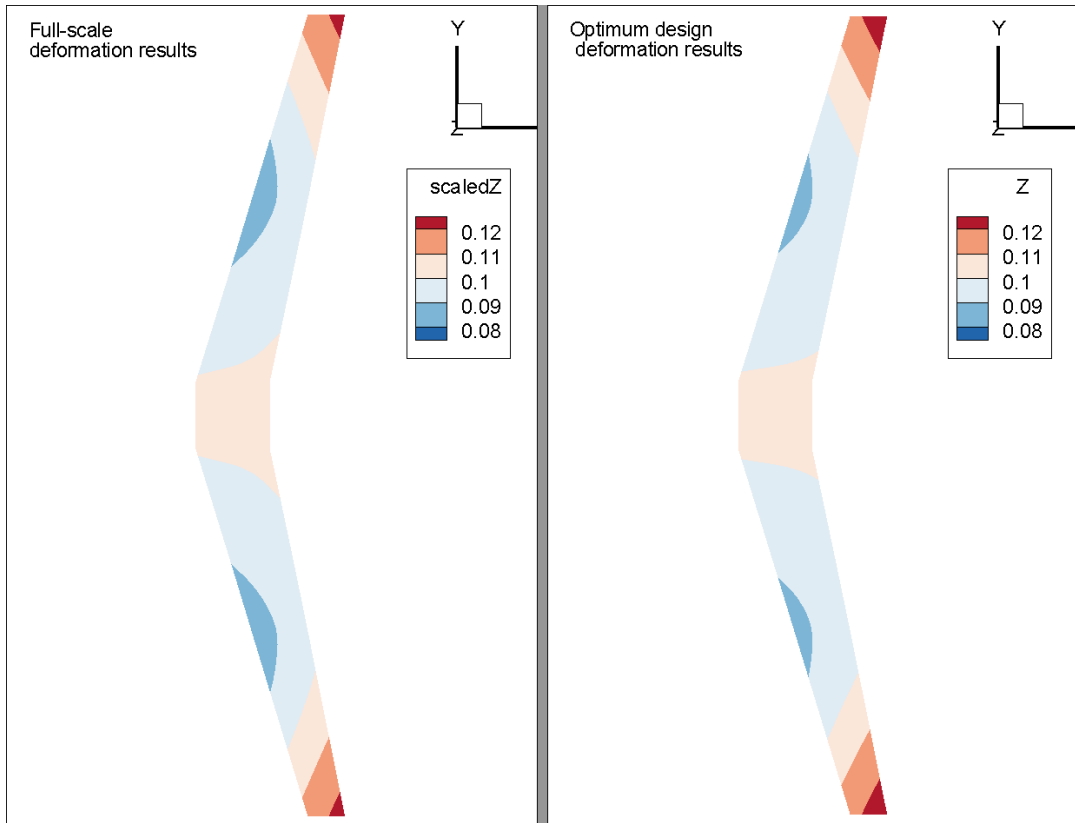 Full-scale
deformation results
Y
Z
scaledZ
0.12
0.11
0.1
0.09
0.08
Optimum design
deformation results
Y
Z
Z
0.12
0.11
0.1
0.09
0.08